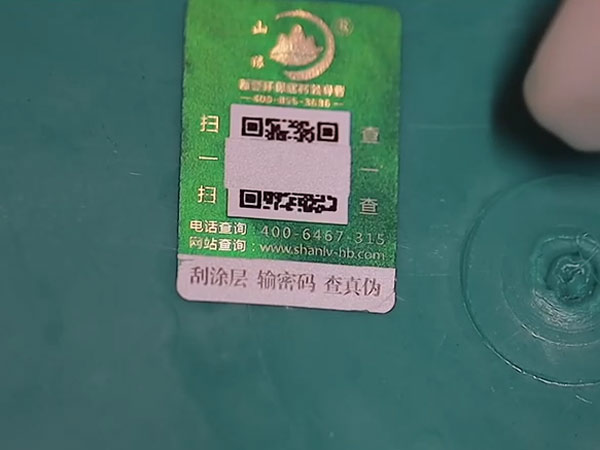 山
绿
®
扫一扫
查一查
电话查询:400-6467-315
网站查询:www.shanlv-hb.com
刮涂层 输密码 查真伪